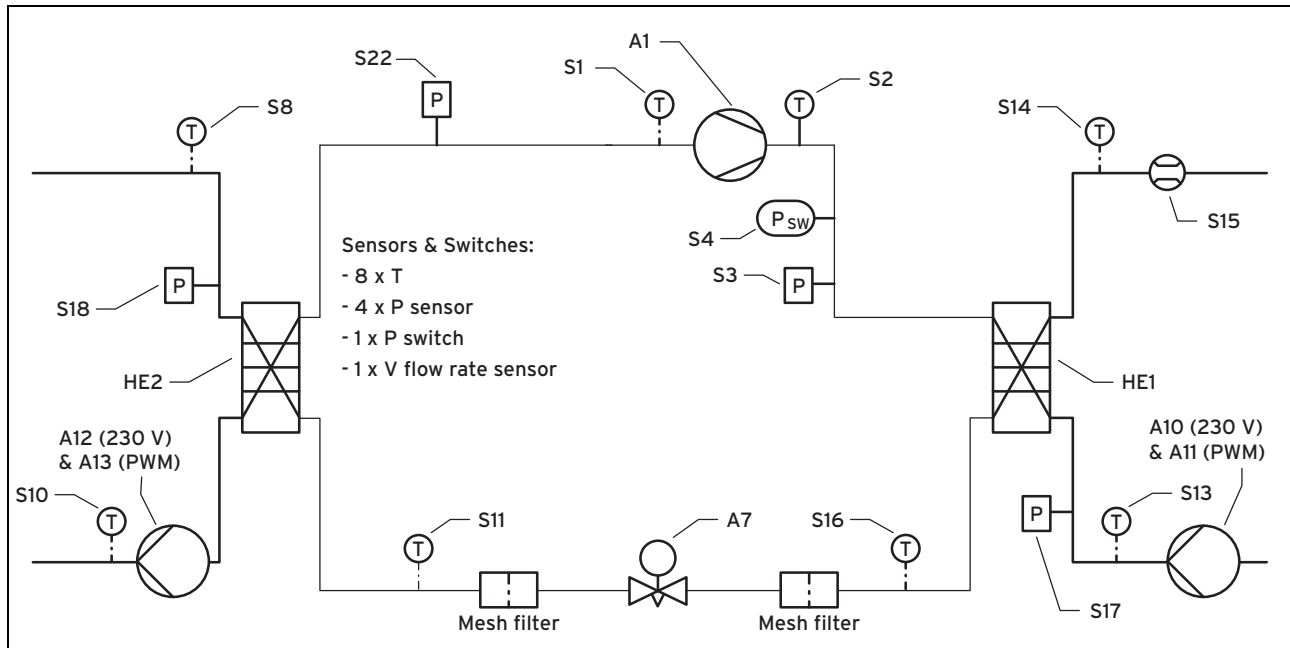 S22
A1
S1
S2
S8
S14
P
T
T
T
T
S15
P SW
S4
Sensors & Switches:
- 8 x T
- 4 x P sensor
- 1 x P switch
- 1 x V flow rate sensor
S3
P
P
S18
HE2
HE1
A12 (230 V)
& A13 (PWM)
A10 (230 V)
& A11 (PWM)
S10
S11
A7
S16
S13
T
T
T
T
P
S17
Mesh filter
Mesh filter